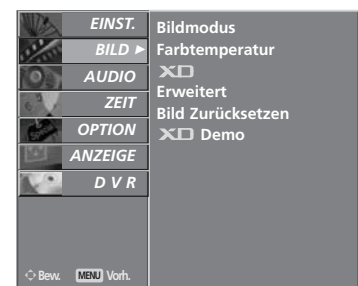 EINST.
BILD ►
AUDIO
ZEIT
OPTION
ANZEIGE
D V R
Bildmodus
Farbtemperatur
XD
Erweitert
Bild Zurücksetzen
XD Demo
Bew. MENU Vorh.